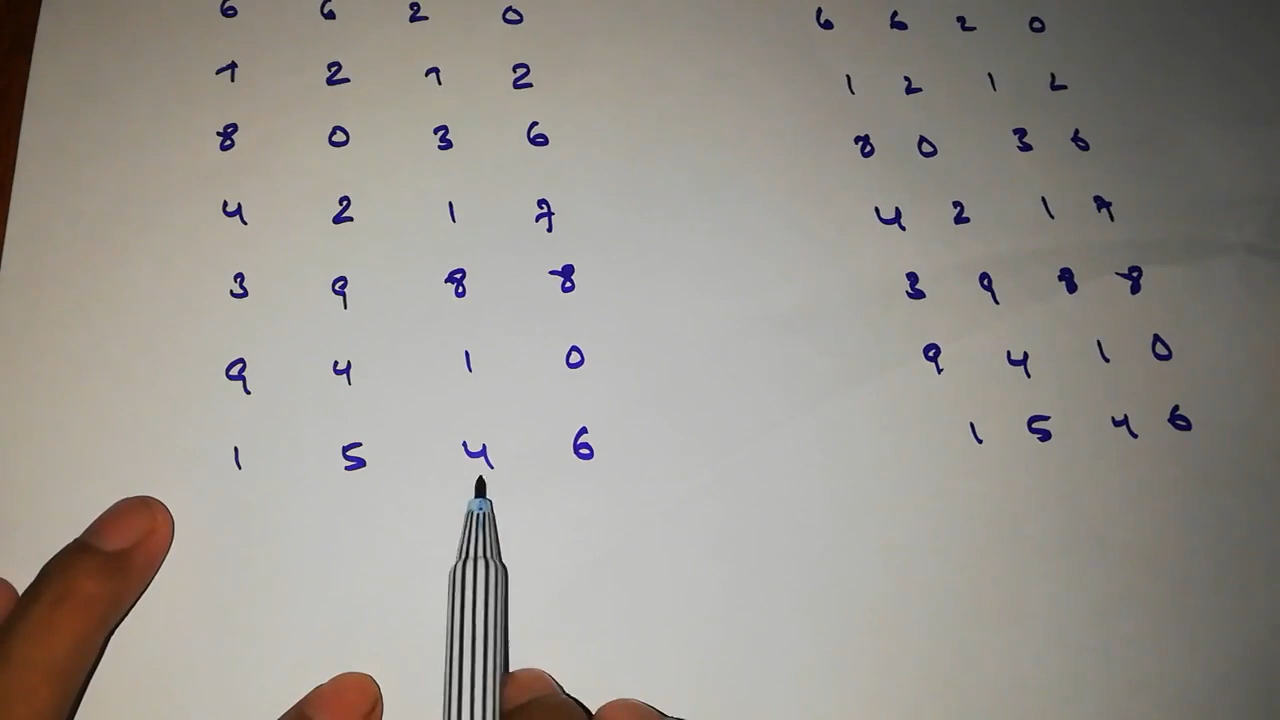 6 6 2 0 6 6 2 0
1 2 1 2 1 2 1 2
8 0 3 6 8 0 3 6
4 2 1 7 4 2 1 7
3 9 8 8 3 9 8 8
9 4 1 0 9 4 1 0
1 5 4 6 1 5 4 6